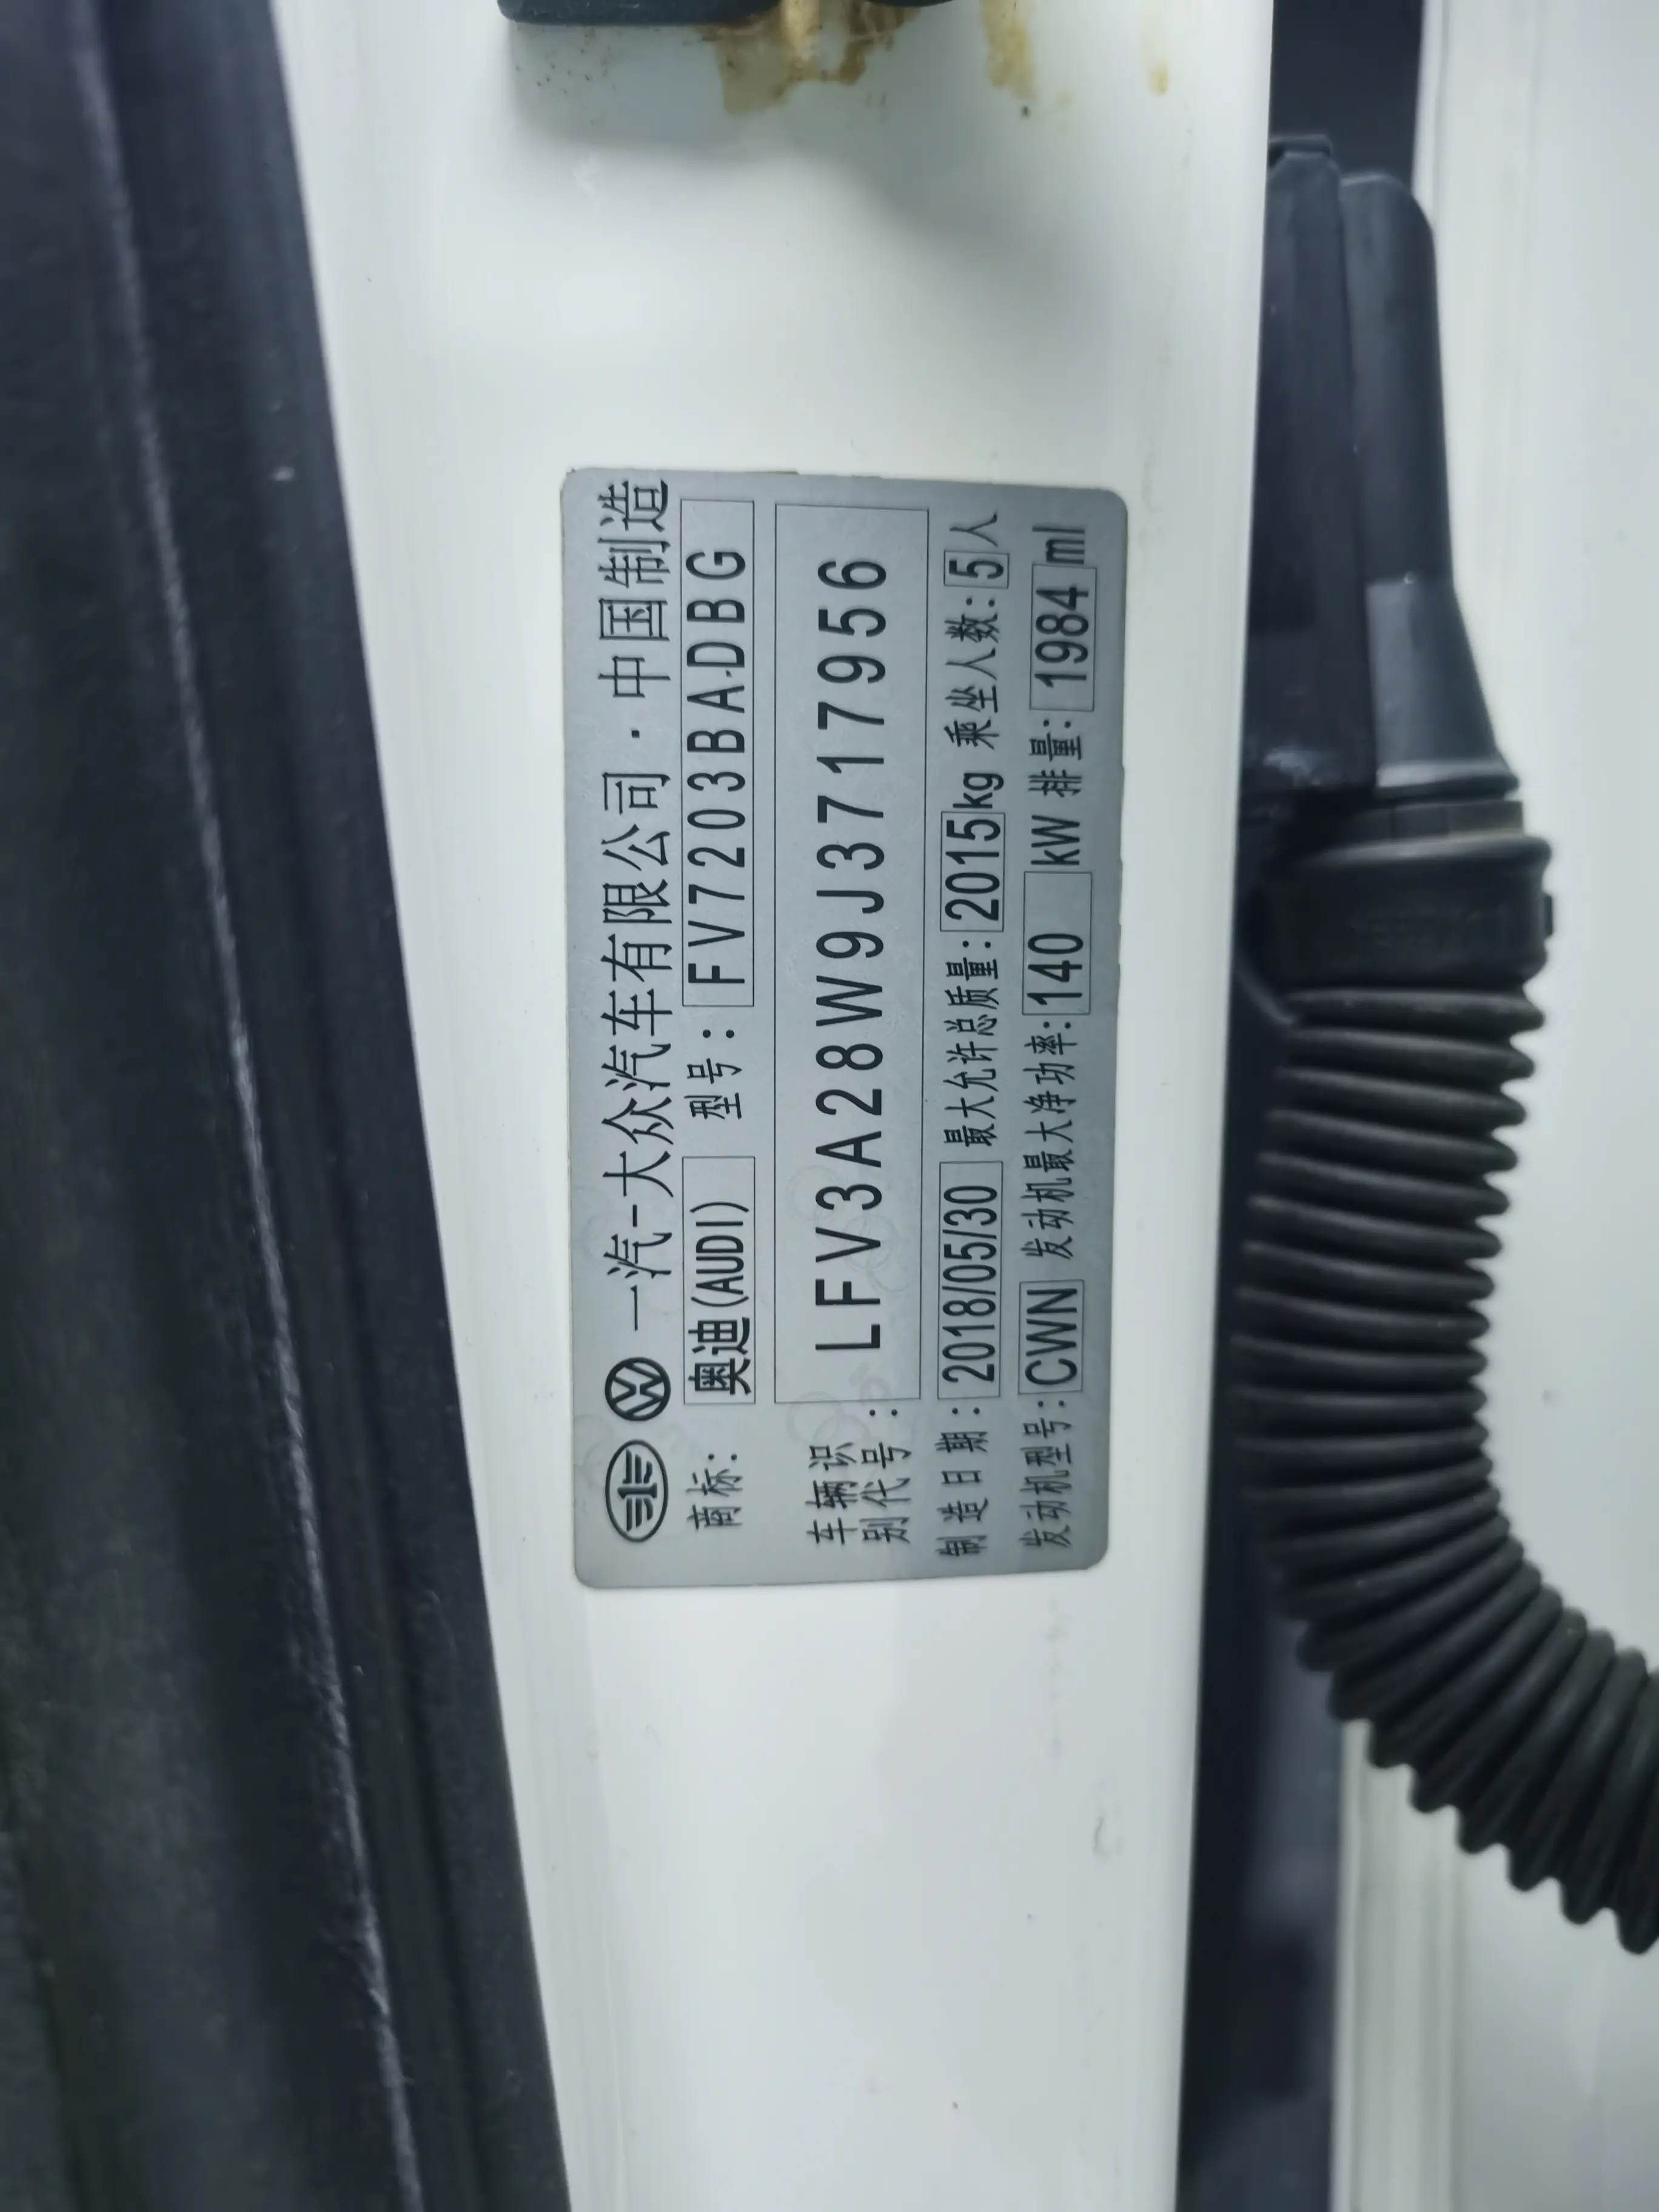 一汽-大众汽车有限公司·中国制造
商标: 奥迪(AUDI) 型号: FV7203BADBG
车辆识别代号: LFV3A28W9J3717956
制造日期: 2018/05/30 最大允许总质量: 2015kg 乘坐人数: 5人
发动机型号: CWN 发动机最大净功率: 140 kW 排量: 1984 ml